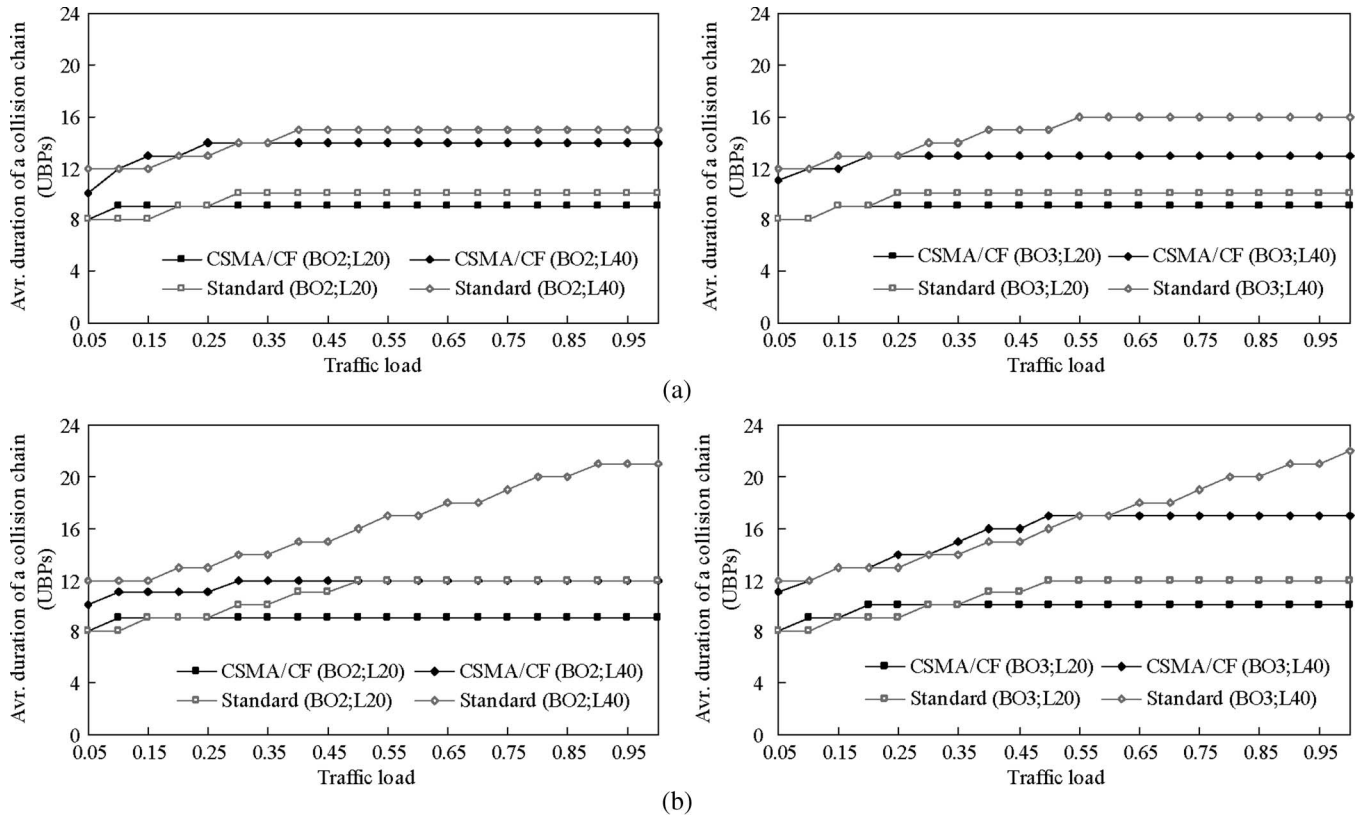 Avr. duration of a collision chain
(UBPs)
24
20
16
12
8
4
0
CSMA/CF (BO2;L20)
CSMA/CF (BO2;L40)
Standard (BO2;L20)
Standard (BO2;L40)
0.05 0.15 0.25 0.35 0.45 0.55 0.65 0.75 0.85 0.95
Traffic load
Avr. duration of a collision chain
(UBPs)
24
20
16
12
8
4
0
CSMA/CF (BO3;L20)
CSMA/CF (BO3;L40)
Standard (BO3;L20)
Standard (BO3;L40)
0.05 0.15 0.25 0.35 0.45 0.55 0.65 0.75 0.85 0.95
Traffic load
(a)
Avr. duration of a collision chain
(UBPs)
24
20
16
12
8
4
0
CSMA/CF (BO2;L20)
CSMA/CF (BO2;L40)
Standard (BO2;L20)
Standard (BO2;L40)
0.05 0.15 0.25 0.35 0.45 0.55 0.65 0.75 0.85 0.95
Traffic load
Avr. duration of a collision chain
(UBPs)
24
20
16
12
8
4
0
CSMA/CF (BO3;L20)
CSMA/CF (BO3;L40)
Standard (BO3;L20)
Standard (BO3;L40)
0.05 0.15 0.25 0.35 0.45 0.55 0.65 0.75 0.85 0.95
Traffic load
(b)